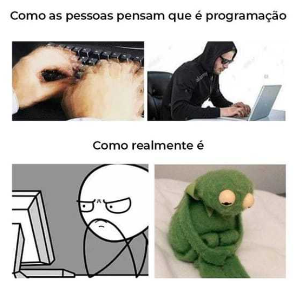 Como as pessoas pensam que é programação
Como realmente é